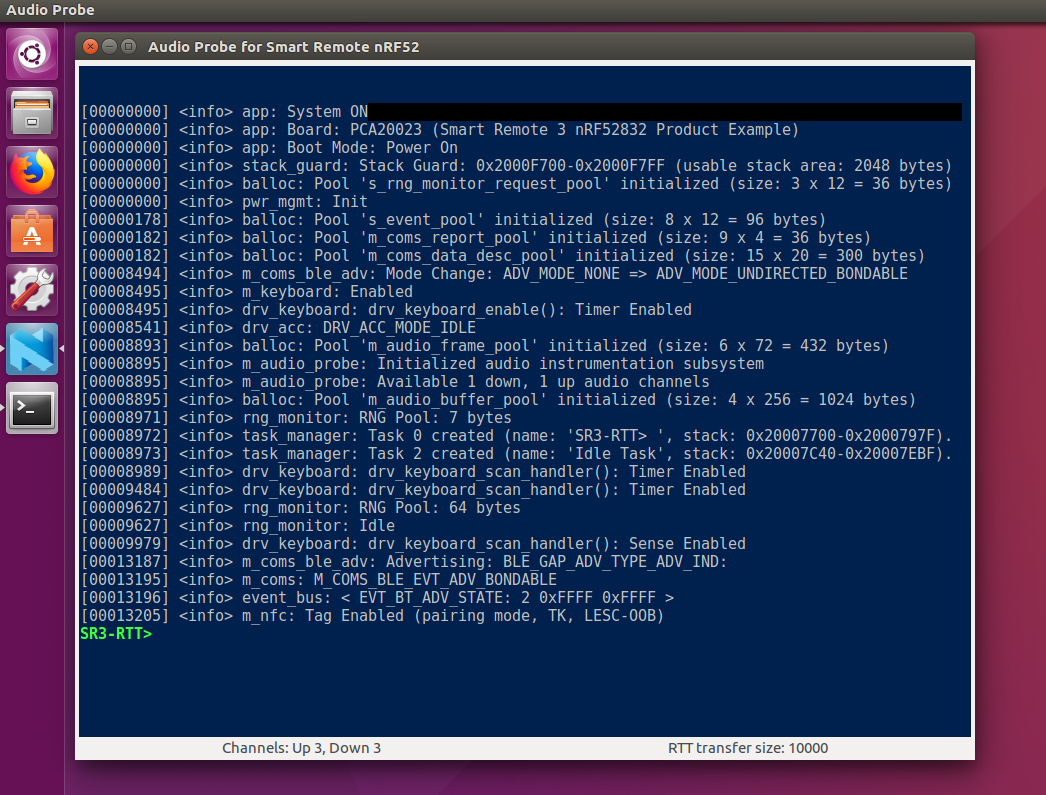 Audio Probe
Audio Probe for Smart Remote nRF52
[00000000] <info> app: System ON
[00000000] <info> app: Board: PCA20023 (Smart Remote 3 nRF52832 Product Example)
[00000000] <info> app: Boot Mode: Power On
[00000000] <info> stack_guard: Stack Guard: 0x2000F700-0x2000F7FF (usable stack area: 2048 bytes)
[00000000] <info> balloc: Pool 's_rng_monitor_request_pool' initialized (size: 3 x 12 = 36 bytes)
[00000000] <info> pwr_mgmt: Init
[00000178] <info> balloc: Pool 's_event_pool' initialized (size: 8 x 12 = 96 bytes)
[00000182] <info> balloc: Pool 'm_coms_report_pool' initialized (size: 9 x 4 = 36 bytes)
[00000182] <info> balloc: Pool 'm_coms_data_desc_pool' initialized (size: 15 x 20 = 300 bytes)
[00008494] <info> m_coms_ble_adv: Mode Change: ADV_MODE_NONE => ADV_MODE_UNDIRECTED_BONDABLE
[00008495] <info> m_keyboard: Enabled
[00008495] <info> drv_keyboard: drv_keyboard_enable(): Timer Enabled
[00008541] <info> drv_acc: DRV_ACC_MODE_IDLE
[00008893] <info> balloc: Pool 'm_audio_frame_pool' initialized (size: 6 x 72 = 432 bytes)
[00008895] <info> m_audio_probe: Initialized audio instrumentation subsystem
[00008895] <info> m_audio_probe: Available 1 down, 1 up audio channels
[00008895] <info> balloc: Pool 'm_audio_buffer_pool' initialized (size: 4 x 256 = 1024 bytes)
[00008971] <info> rng_monitor: RNG Pool: 7 bytes
[00008972] <info> task_manager: Task 0 created (name: 'SR3-RTT> ', stack: 0x20007700-0x2000797F).
[00008973] <info> task_manager: Task 2 created (name: 'Idle Task', stack: 0x20007C40-0x20007EBF).
[00008989] <info> drv_keyboard: drv_keyboard_scan_handler(): Timer Enabled
[00009484] <info> drv_keyboard: drv_keyboard_scan_handler(): Timer Enabled
[00009627] <info> rng_monitor: RNG Pool: 64 bytes
[00009627] <info> rng_monitor: Idle
[00009979] <info> drv_keyboard: drv_keyboard_scan_handler(): Sense Enabled
[00013187] <info> m_coms_ble_adv: Advertising: BLE_GAP_ADV_TYPE_ADV_IND:
[00013195] <info> m_coms: M_COMS_BLE_EVT_ADV_BONDABLE
[00013196] <info> event_bus: < EVT_BT_ADV_STATE: 2 0xFFFF 0xFFFF >
[00013205] <info> m_nfc: Tag Enabled (pairing mode, TK, LESC-OOB)
SR3-RTT>
Channels: Up 3, Down 3
RTT transfer size: 10000